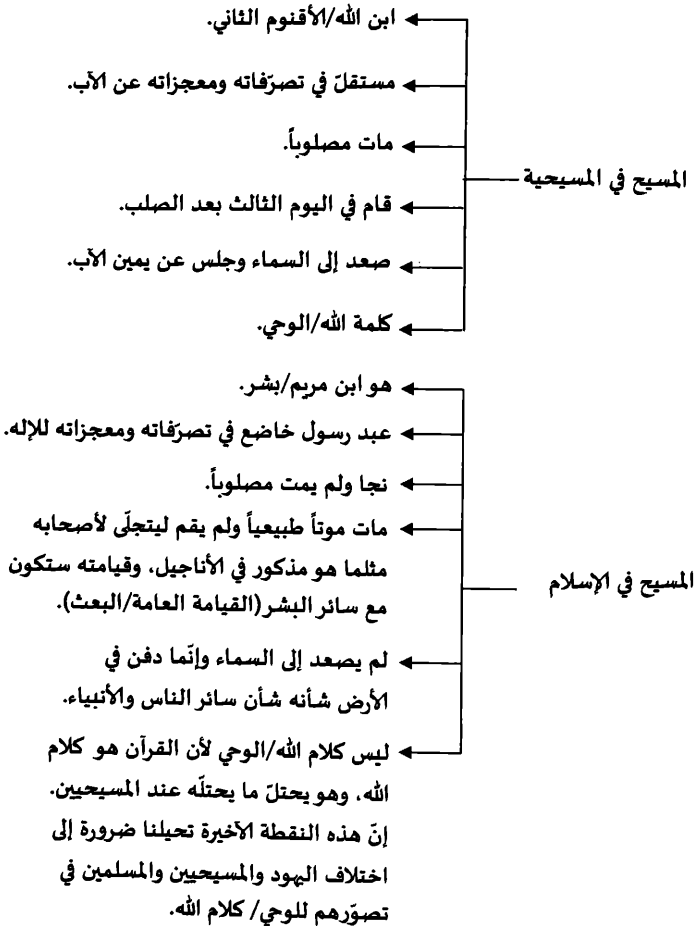 المسيح في المسيحية
ابن الله/الأقنوم الثاني.
مستقلّ في تصرّفاته ومعجزاته عن الآب.
مات مصلوباً.
قام في اليوم الثالث بعد الصلب.
صعد إلى السماء وجلس عن يمين الآب.
كلمة الله/الوحي.
المسيح في الإسلام
هو ابن مريم/بشر.
عبد رسول خاضع في تصرّفاته ومعجزاته للإله.
نجا ولم يمت مصلوباً.
مات موتاً طبيعياً ولم يقم ليتجلّى لأصحابه
مثلما هو مذكور في الأناجيل، وقيامته ستكون
مع سائر البشر(القيامة العامة/البعث).
لم يصعد إلى السماء وإنّما دفن في
الأرض شأنه شأن سائر الناس والأنبياء.
ليس كلام الله/الوحي لأن القرآن هو كلام
الله، وهو يحتلّ ما يحتلّه عند المسيحيين.
إنّ هذه النقطة الأخيرة تحيلنا ضرورة إلى
اختلاف اليهود والمسيحيين والمسلمين في
تصوّرهم للوحي/ كلام الله.